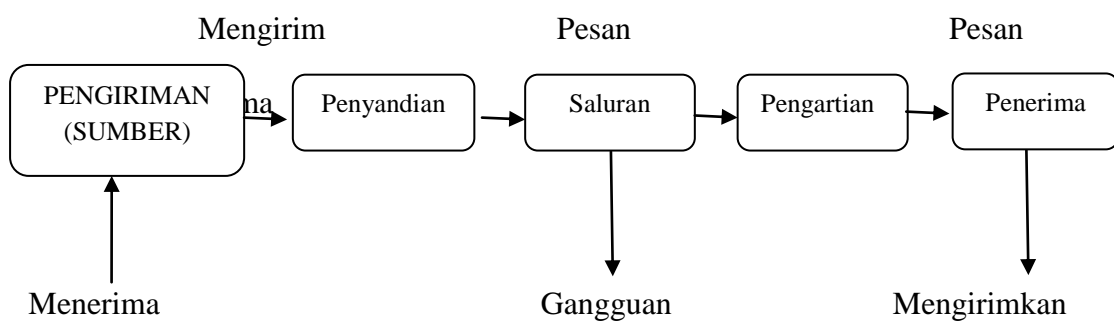 Mengirim Pesan Pesan
PENGIRIMAN
(SUMBER)
Penyandian
Saluran
Pengartian
Penerima
Menerima Gangguan Mengirimkan